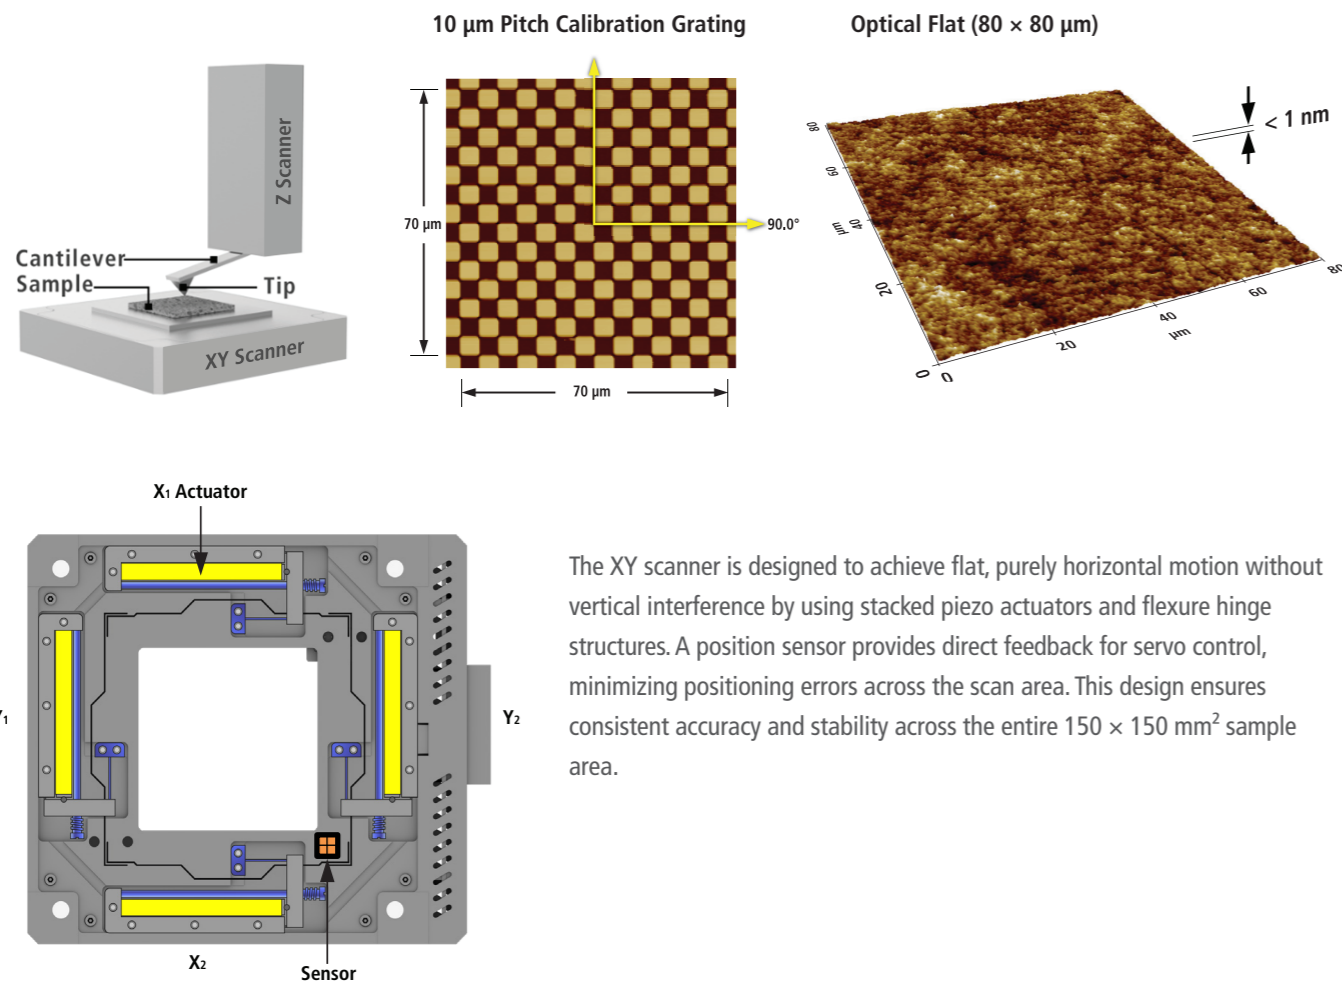 10 µm Pitch Calibration Grating
Optical Flat (80 × 80 µm)
Z Scanner
Cantilever
Sample
Tip
XY Scanner
70 µm
90.0°
70 µm
< 1 nm
80
60
40
µm
20
0
0
20
40
µm
60
80
X1 Actuator
Y1
Y2
X2
Sensor
The XY scanner is designed to achieve flat, purely horizontal motion without
vertical interference by using stacked piezo actuators and flexure hinge
structures. A position sensor provides direct feedback for servo control,
minimizing positioning errors across the scan area. This design ensures
consistent accuracy and stability across the entire 150 × 150 mm² sample
area.